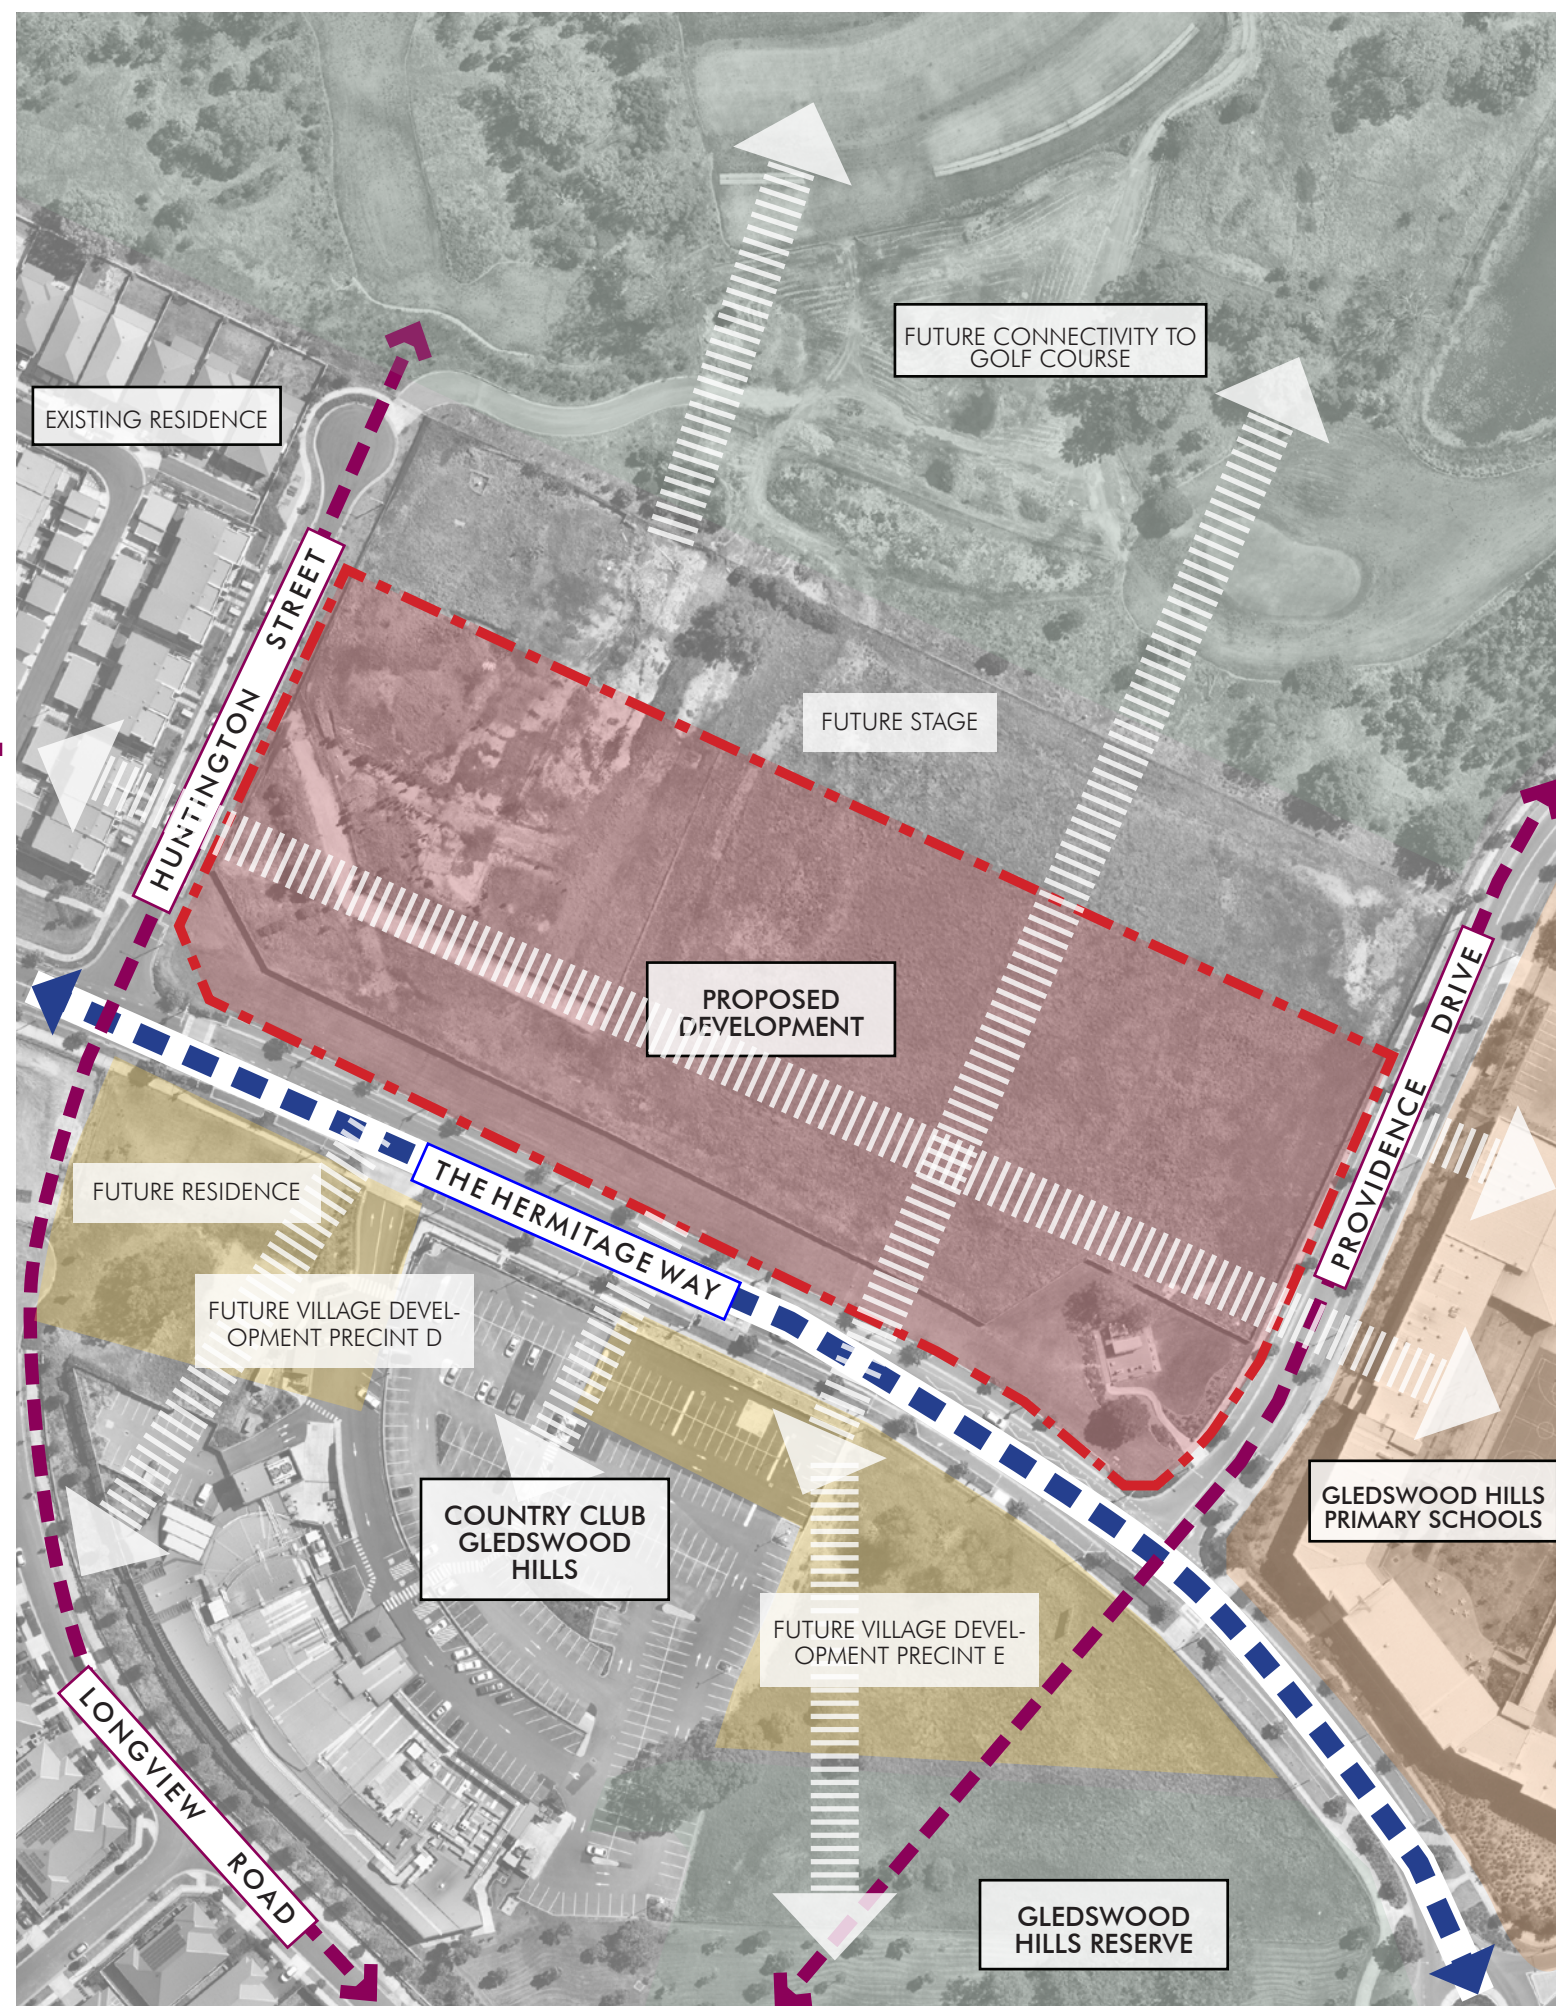 FUTURE CONNECTIVITY TO
GOLF COURSE
EXISTING RESIDENCE
HUNTINGTON STREET
FUTURE STAGE
PROPOSED
DEVELOPMENT
PROVIDENCE DRIVE
THE HERMITAGE WAY
FUTURE RESIDENCE
FUTURE VILLAGE DEVEL-
OPMENT PRECINT D
COUNTRY CLUB
GLEDSWOOD
HILLS
GLEDSWOOD HILLS
PRIMARY SCHOOLS
FUTURE VILLAGE DEVEL-
OPMENT PRECINT E
LONGVIEW ROAD
GLEDSWOOD
HILLS RESERVE